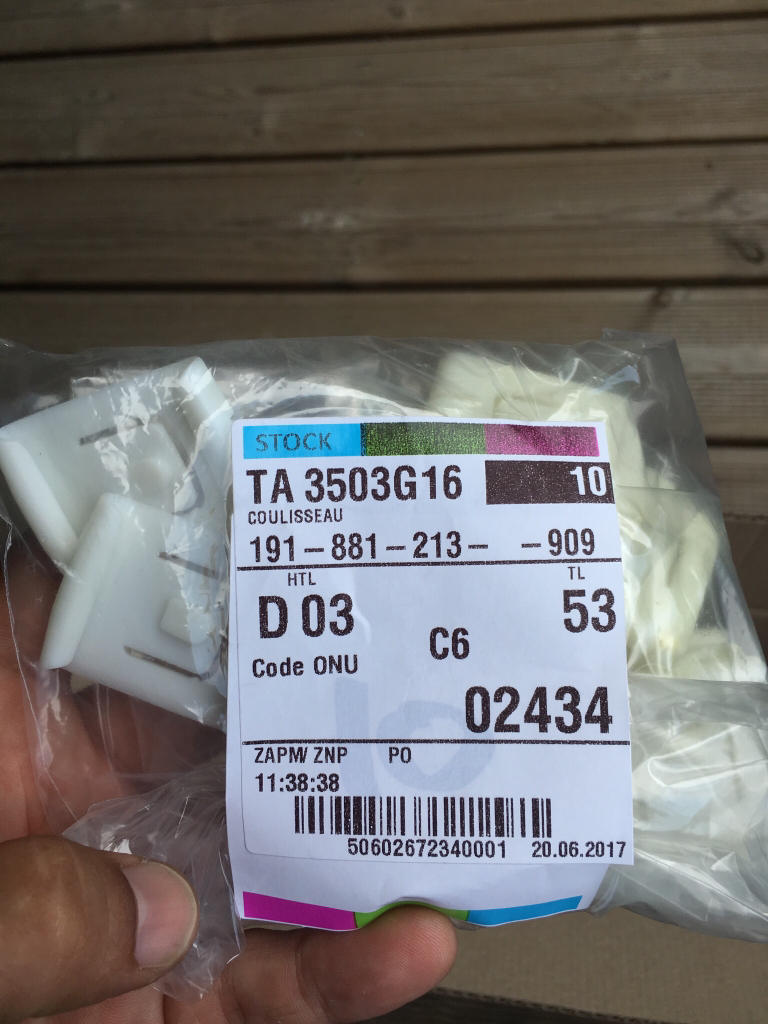 STOCK
TA 3503G16 10
COULISSEAU
191-881-213- -909
HTL TL
D 03 53
C6
Code ONU
02434
ZAPM/ZNP PO
11:38:38
50602672340001 20.06.2017